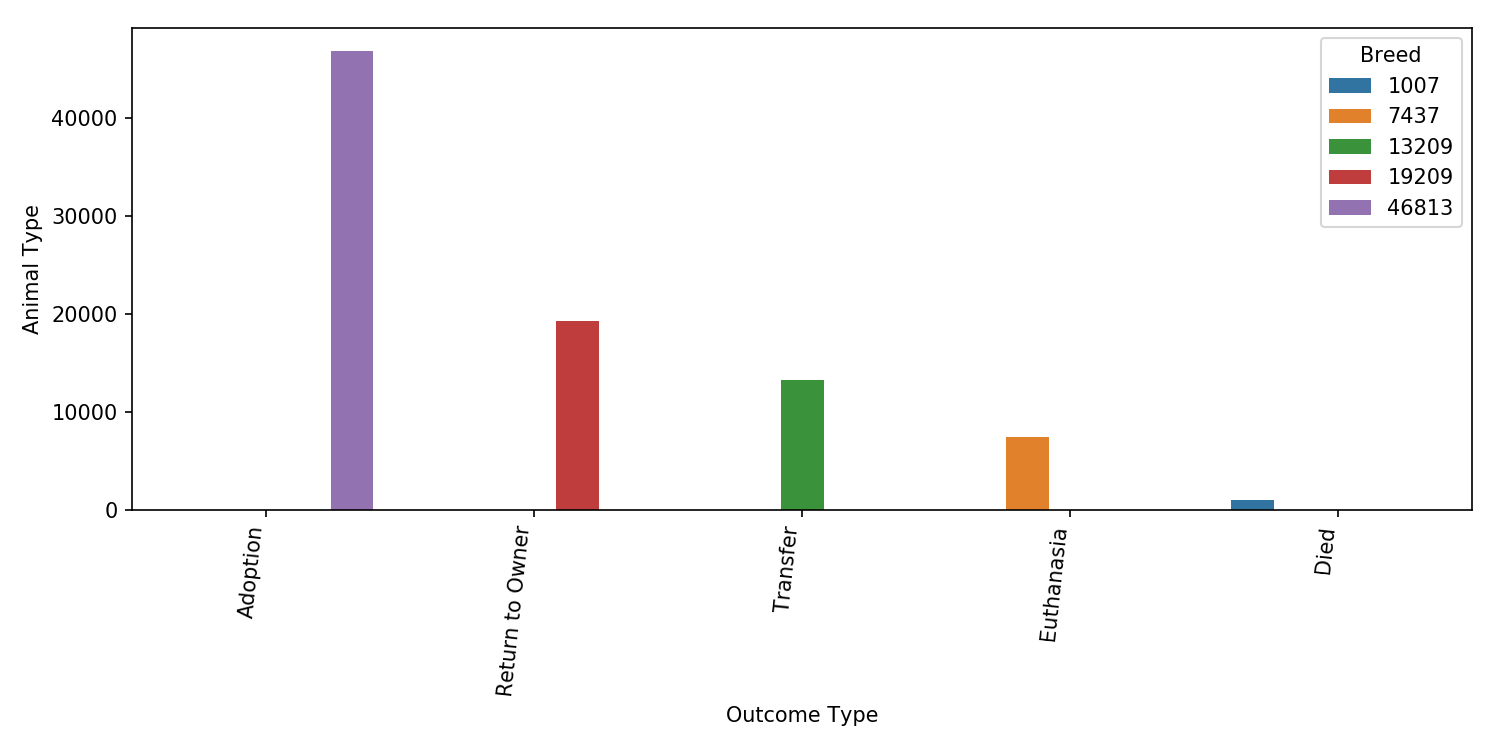 Breed
1007
7437
13209
19209
46813
Animal Type
40000
30000
20000
10000
0
Adoption
Return to Owner
Transfer
Euthanasia
Died
Outcome Type